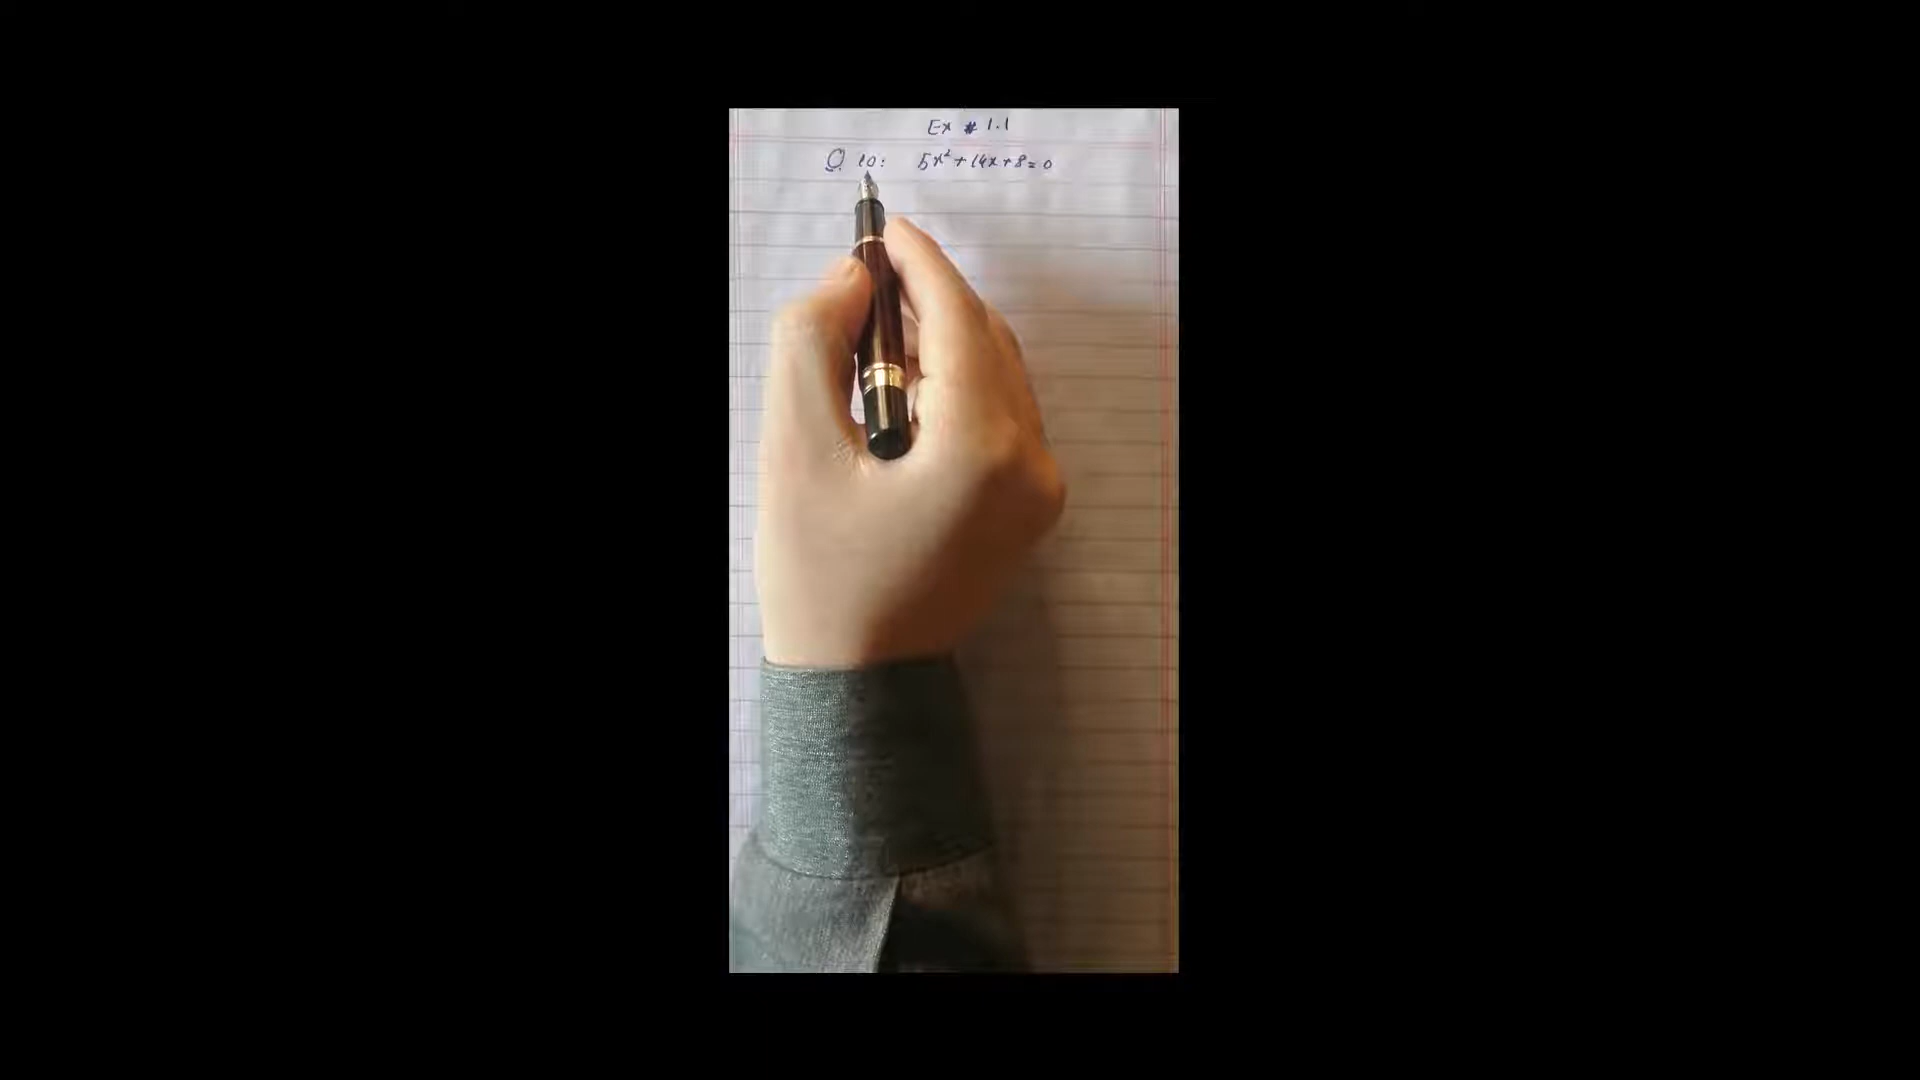 Ex # 1.1
Q 10: 5x² + 14x + 8 = 0